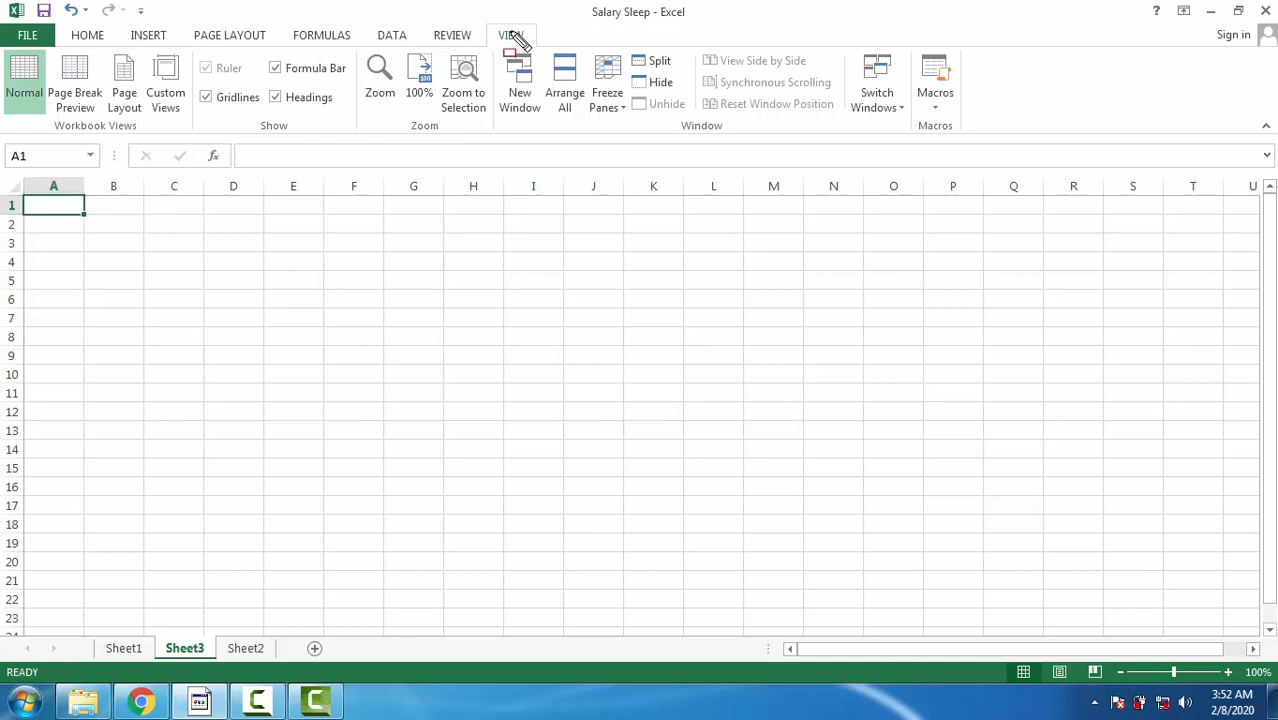 Salary Sleep - Excel
FILE HOME INSERT PAGE LAYOUT FORMULAS DATA REVIEW Sign in
Normal Page Break Preview Page Layout Custom Views
Ruler Formula Bar
Gridlines Headings
Zoom 100% Zoom to Selection
New Window Arrange All Freeze Panes
Split
Hide
Unhide
View Side by Side
Synchronous Scrolling
Reset Window Position
Switch Windows Macros
Workbook Views Show Zoom Window Macros
A1 fx
A B C D E F G H I J K L M N O P Q R S T U
1
2
3
4
5
6
7
8
9
10
11
12
13
14
15
16
17
18
19
20
21
22
23
Sheet1 Sheet3 Sheet2
READY 100%
3:52 AM
2/8/2020